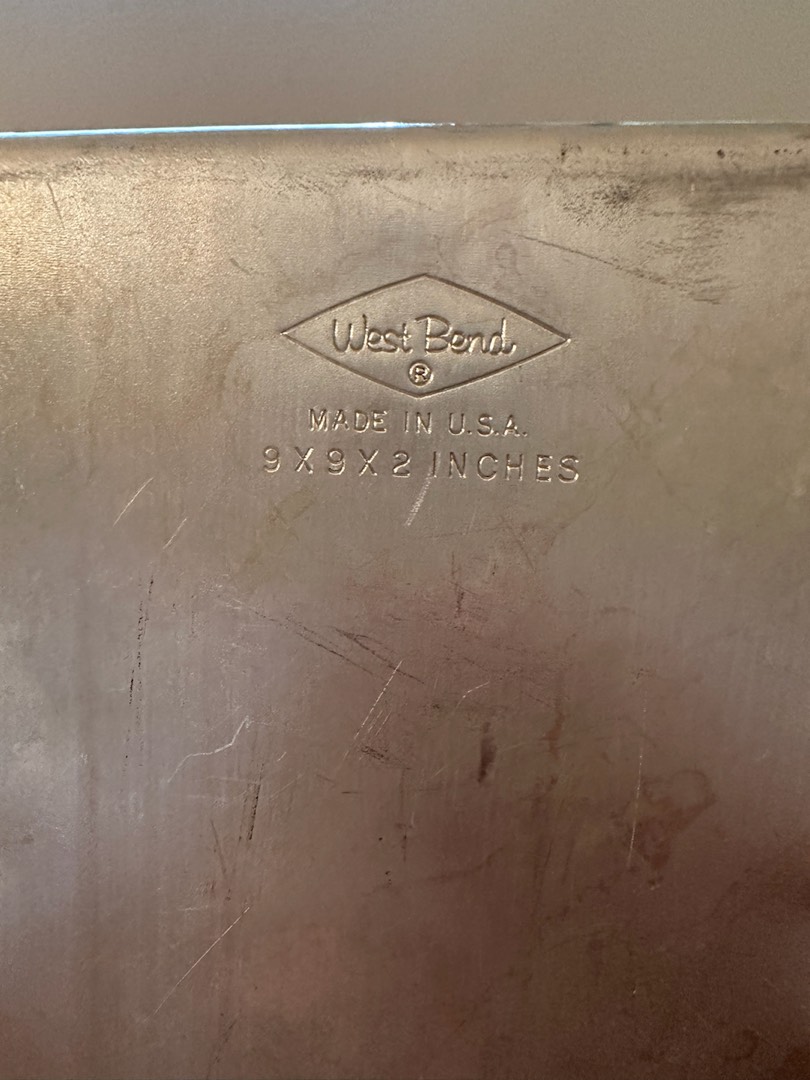 West Bend
®
MADE IN U.S.A.
9 X 9 X 2 INCHES